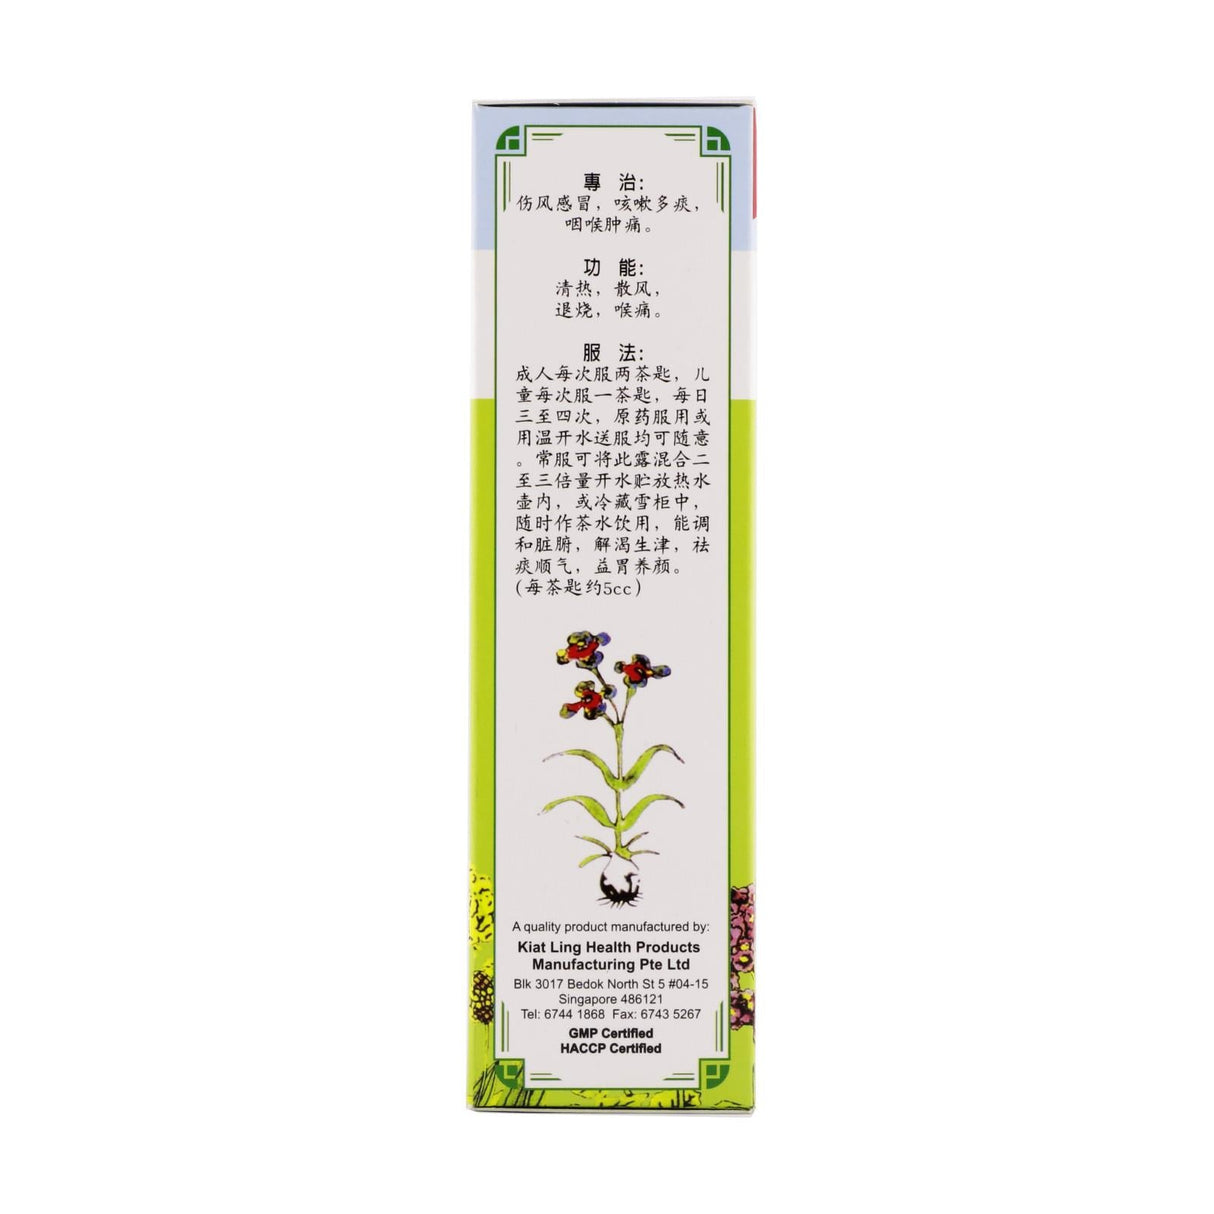 專 治:
伤风感冒，咳嗽多痰，
咽喉肿痛。
功 能:
清热，散风，
退烧，喉痛。
服 法:
成人每次服两茶匙，儿
童每次服一茶匙，每日
三至四次，原药服用或
用温开水送服均可随意
。常服可将此露混合二
至三倍量开水贮放热水
壶内，或冷藏雪柜中，
随时作茶水饮用，能调
和脏腑，解渴生津，祛
痰顺气，益胃养颜。
(每茶匙约5cc)
A quality product manufactured by:
Kiat Ling Health Products
Manufacturing Pte Ltd
Blk 3017 Bedok North St 5 #04-15
Singapore 486121
Tel: 6744 1868 Fax: 6743 5267
GMP Certified
HACCP Certified